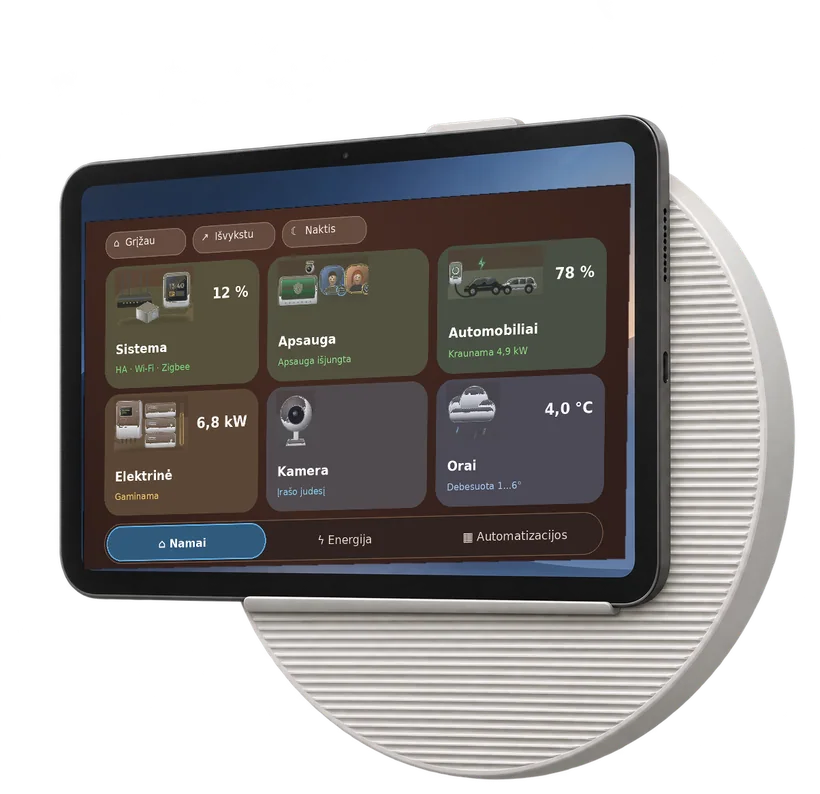 Grįžau
Išvykstu
Naktis
12 %
Sistema
HA · Wi-Fi · Zigbee
Apsauga
Apsauga išjungta
78 %
Automobiliai
Kraunama 4,9 kW
6,8 kW
Elektrinė
Gaminama
Kamera
Įrašo judesį
4,0 °C
Orai
Debesuota 1...6°
Namai
Energija
Automatizacijos